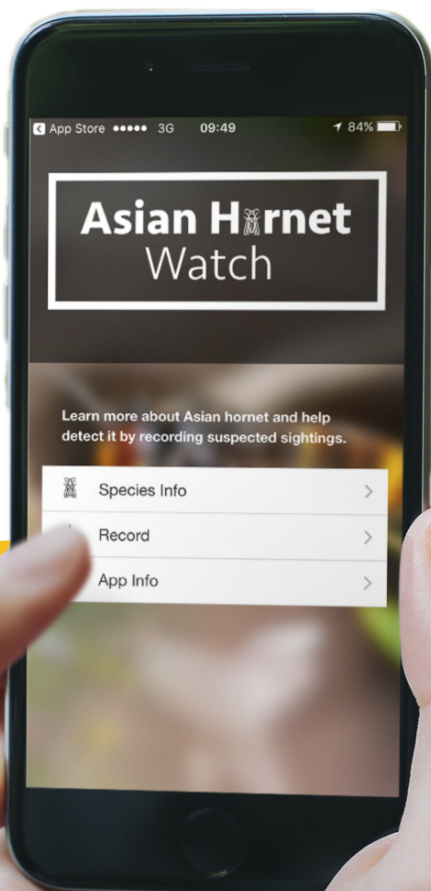 App Store 3G 09:49 84%
Asian Hornet
Watch
Learn more about Asian hornet and help
detect it by recording suspected sightings.
Species Info
Record
App Info